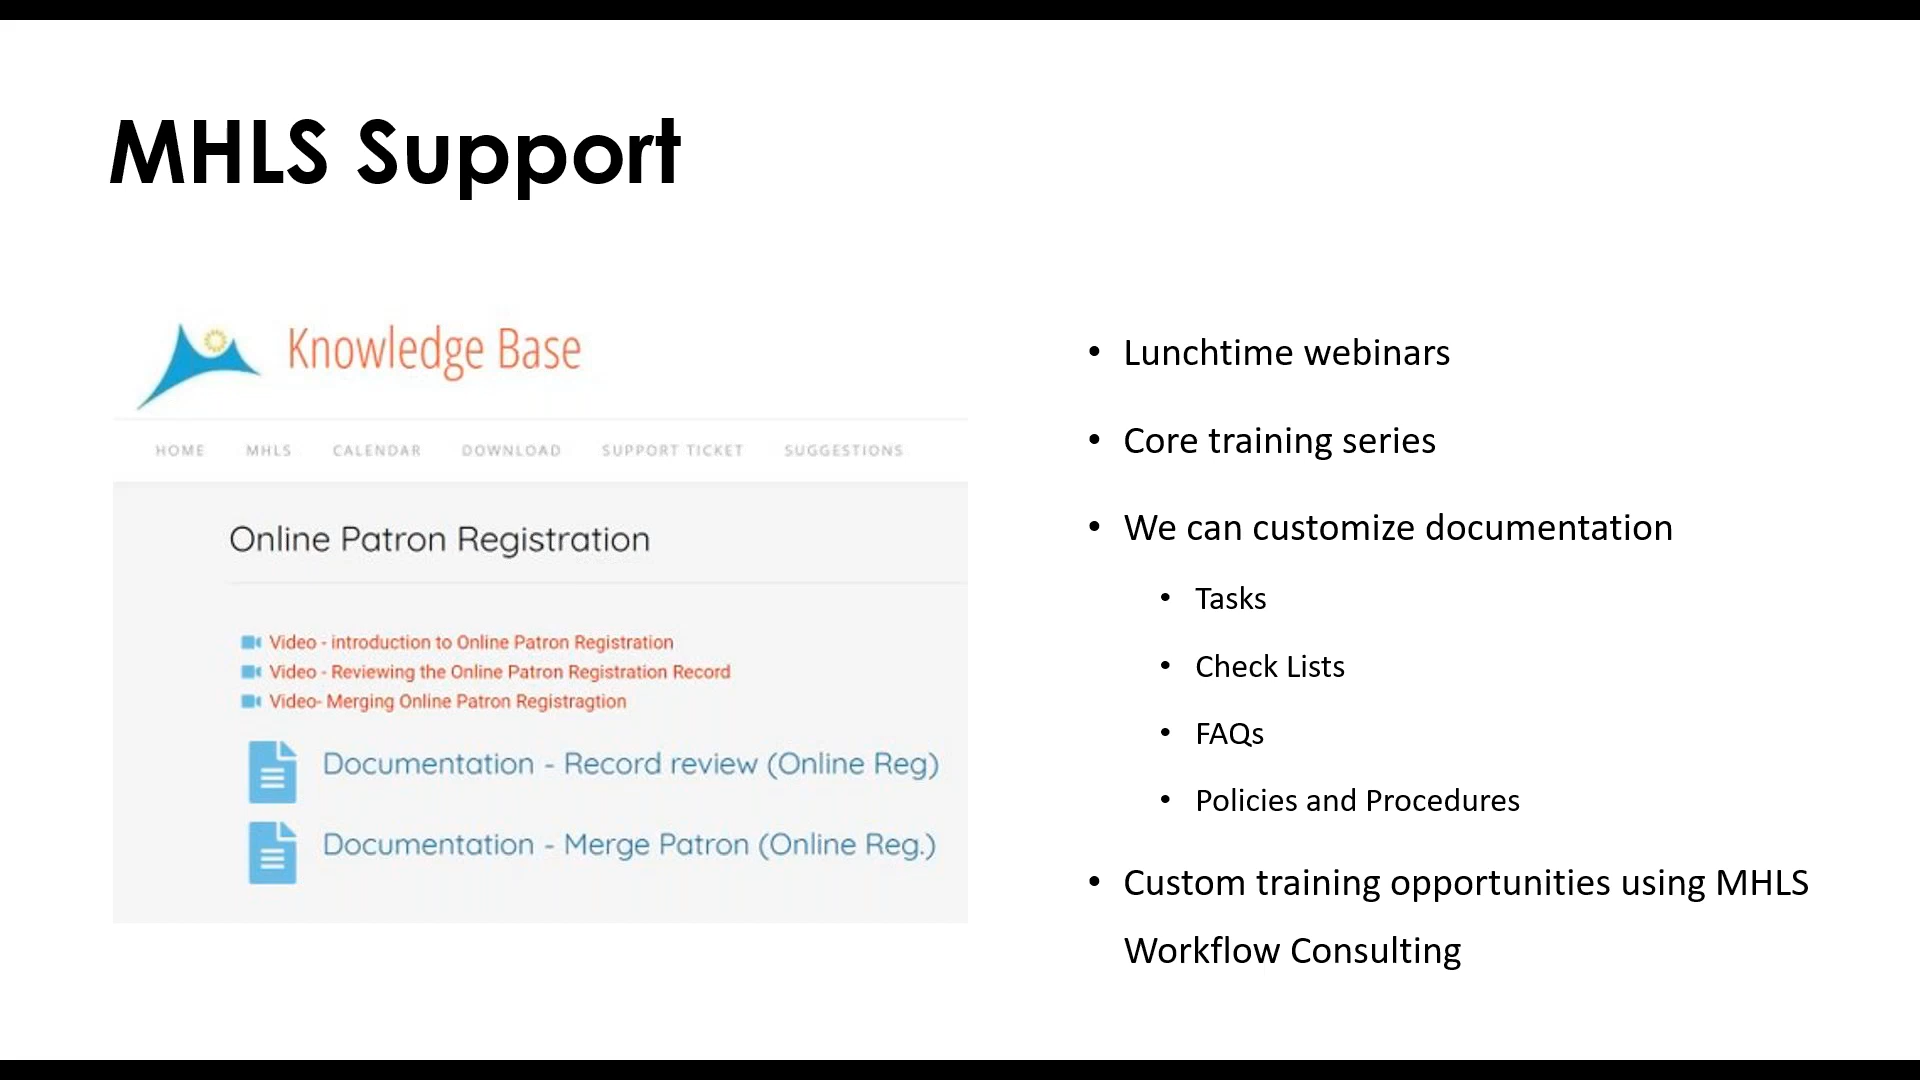 MHLS Support
Knowledge Base
HOME MHLS CALENDAR DOWNLOAD SUPPORT TICKET SUGGESTIONS
Online Patron Registration
Video - introduction to Online Patron Registration
Video - Reviewing the Online Patron Registration Record
Video- Merging Online Patron Registragtion
Documentation - Record review (Online Reg)
Documentation - Merge Patron (Online Reg.)
• Lunchtime webinars
• Core training series
• We can customize documentation
• Tasks
• Check Lists
• FAQs
• Policies and Procedures
• Custom training opportunities using MHLS
Workflow Consulting